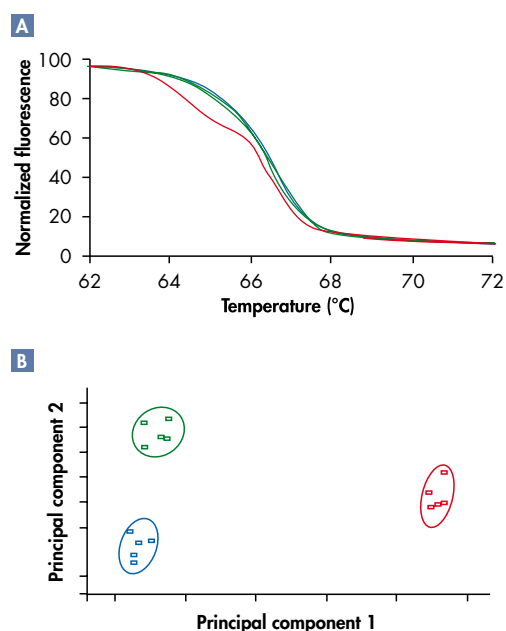 A
Normalized fluorescence
100
80
60
40
20
0
62 64 66 68 70 72
Temperature (°C)
B
Principal component 2
Principal component 1